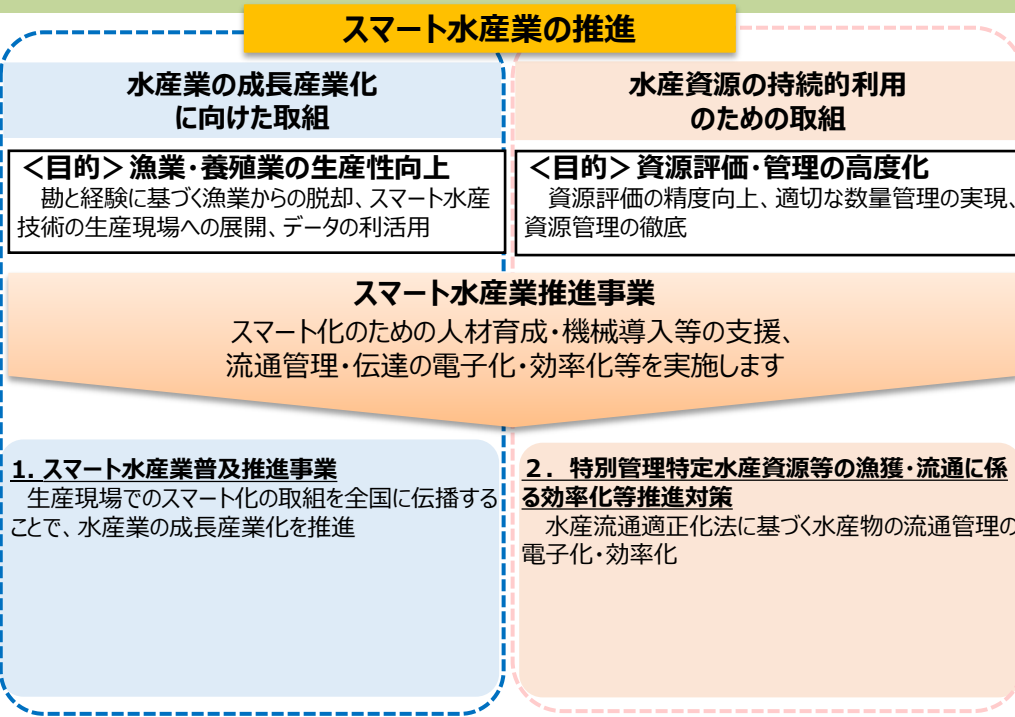 スマート水産業の推進
水産業の成長産業化
に向けた取組
＜目的＞漁業・養殖業の生産性向上
勘と経験に基づく漁業からの脱却、スマート水産
技術の生産現場への展開、データの利活用
水産資源の持続的利用
のための取組
＜目的＞資源評価・管理の高度化
資源評価の精度向上、適切な数量管理の実現、
資源管理の徹底
スマート水産業推進事業
スマート化のための人材育成・機械導入等の支援、
流通管理・伝達の電子化・効率化等を実施します
1. スマート水産業普及推進事業
生産現場でのスマート化の取組を全国に伝播する
ことで、水産業の成長産業化を推進
２．特別管理特定水産資源等の漁獲・流通に係
る効率化等推進対策
水産流通適正化法に基づく水産物の流通管理の
電子化・効率化